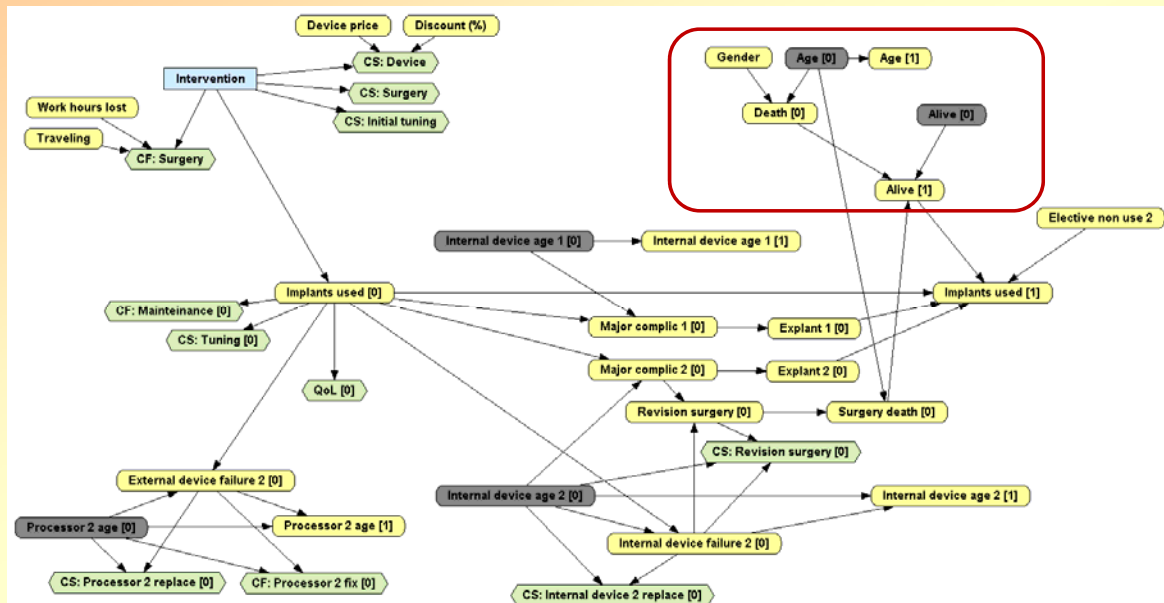 Device price
Discount (%)
CS: Device
Intervention
CS: Surgery
CS: Initial tuning
Work hours lost
Traveling
CF: Surgery
Gender
Age [0]
Age [1]
Death [0]
Alive [0]
Alive [1]
Elective non use 2
Internal device age 1 [0]
Internal device age 1 [1]
Implants used [0]
Implants used [1]
CF: Mainteinance [0]
CS: Tuning [0]
Major complic 1 [0]
Explant 1 [0]
Major complic 2 [0]
Explant 2 [0]
QoL [0]
Revision surgery [0]
Surgery death [0]
CS: Revision surgery [0]
External device failure 2 [0]
Internal device age 2 [0]
Internal device age 2 [1]
Processor 2 age [0]
Processor 2 age [1]
Internal device failure 2 [0]
CS: Processor 2 replace [0]
CF: Processor 2 fix [0]
CS: Internal device 2 replace [0]